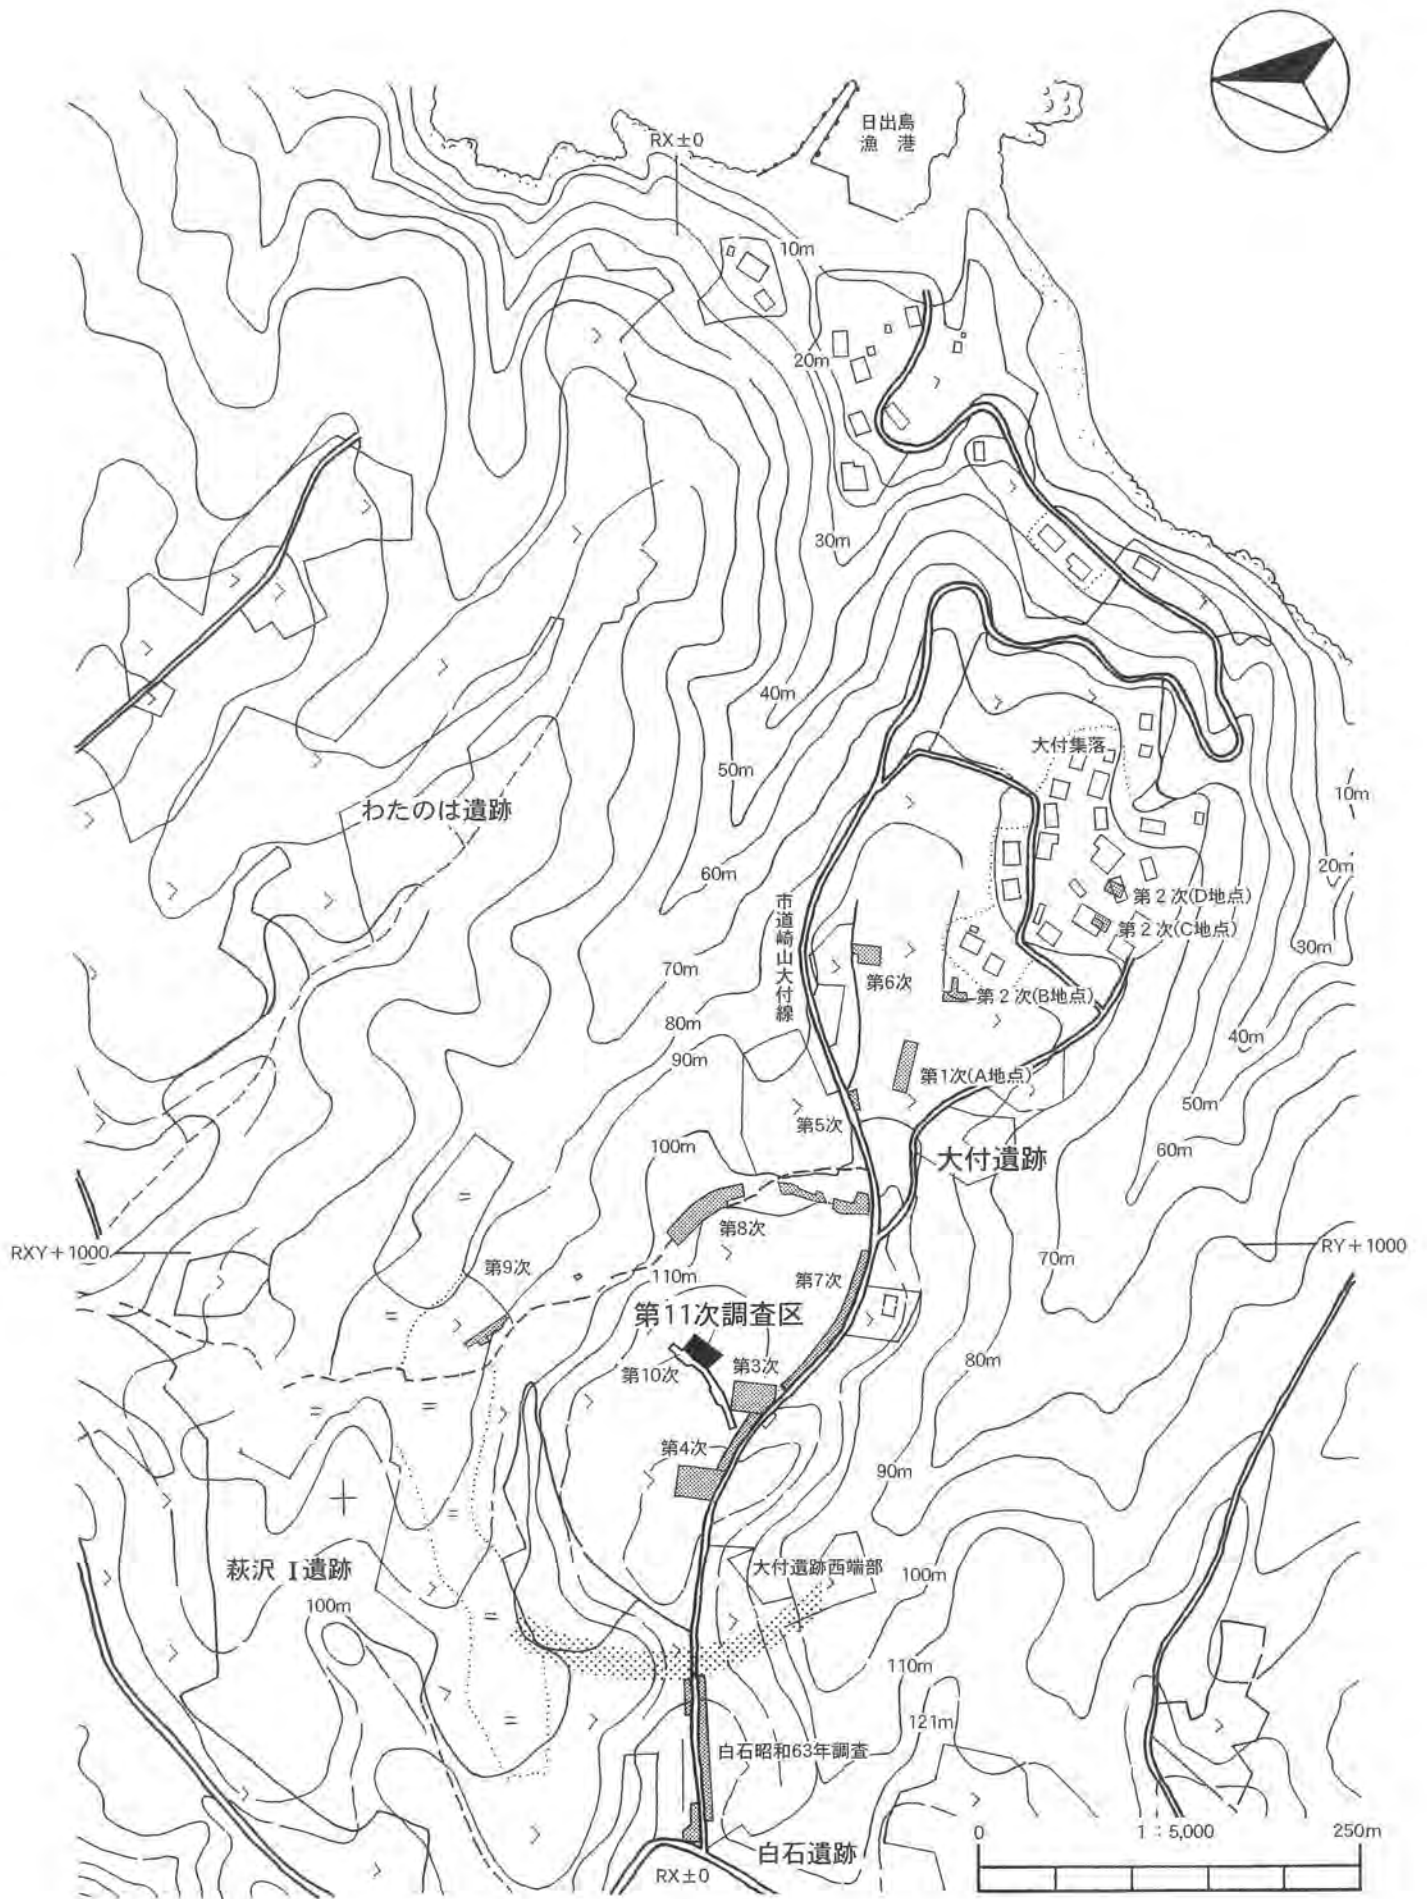 日出島
漁港
RX±0
10m
20m
30m
40m
大付集落
50m
10m
わたのは遺跡
60m
20m
第2次(D地点)
市道崎山大付線
第2次(C地点)
30m
70m
第6次
第2次(B地点)
80m
40m
90m
第1次(A地点)
50m
第5次
100m
60m
大付遺跡
第8次
RXY+1000
RY+1000
70m
第9次
110m
第7次
第11次調査区
80m
第10次
第3次
第4次
90m
萩沢Ⅰ遺跡
大付遺跡西端部
100m
100m
110m
121m
白石昭和63年調査
0
1:5,000
250m
白石遺跡
RX±0